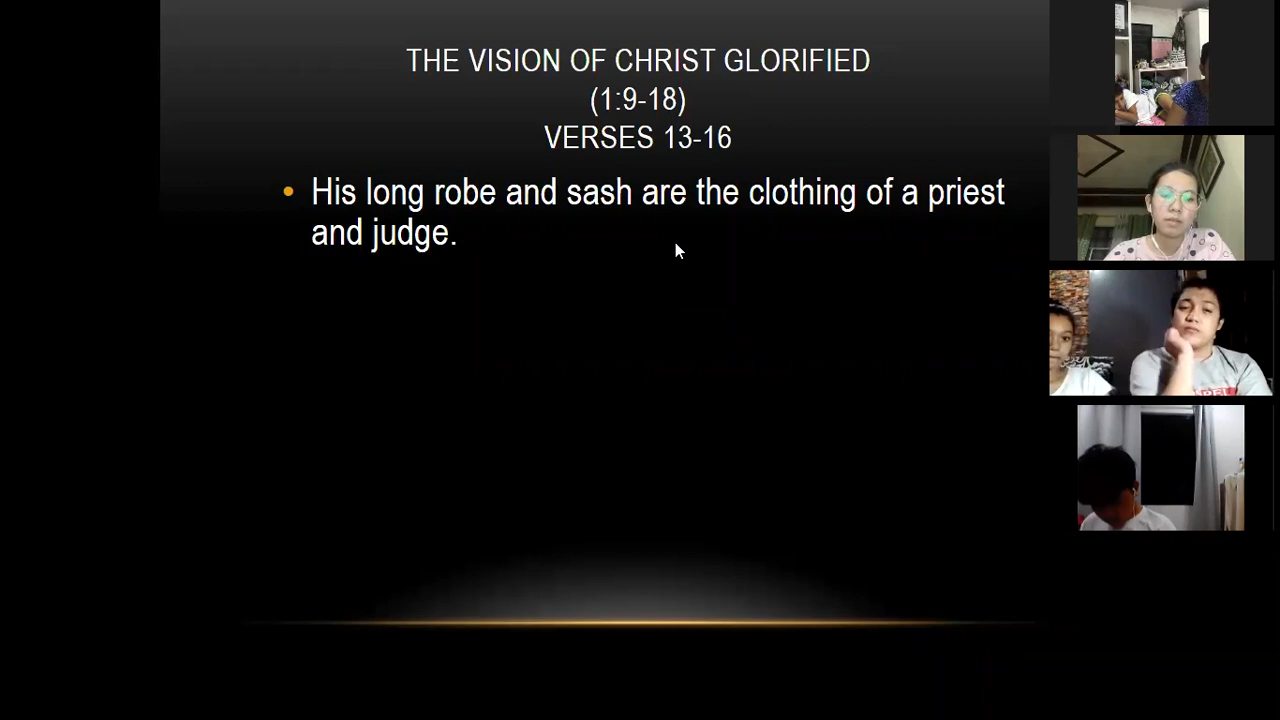 THE VISION OF CHRIST GLORIFIED
(1:9-18)
VERSES 13-16
• His long robe and sash are the clothing of a priest
and judge.